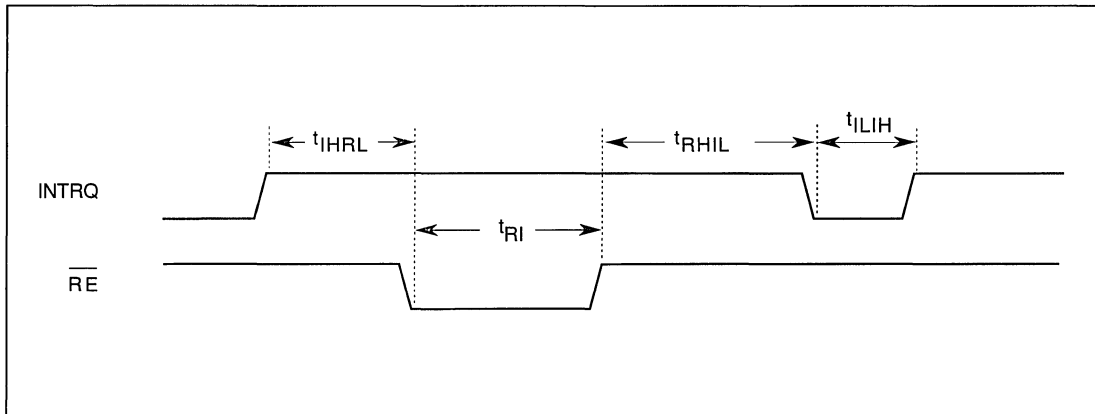 tIHRL
tRHIL
tILIH
INTRQ
tRI
RE